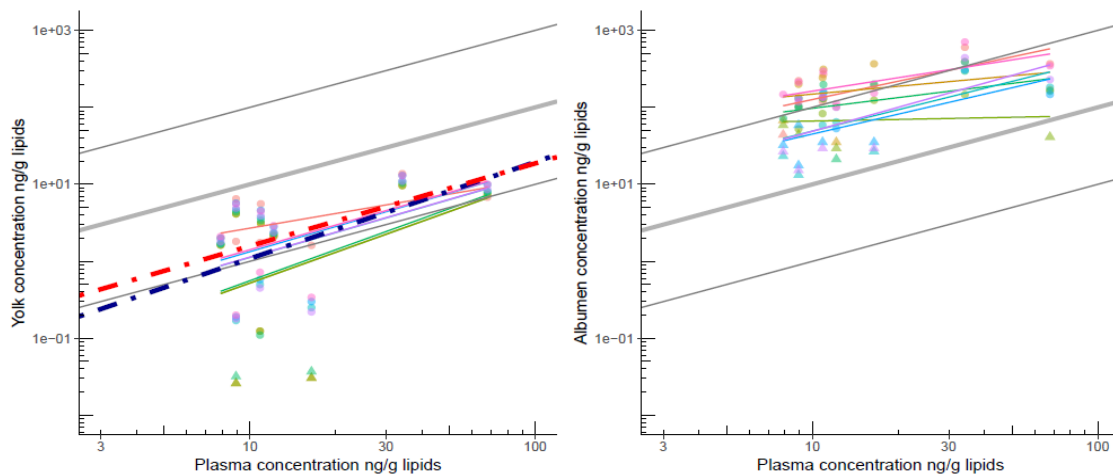 1e+03
1e+01
1e−01
Yolk concentration ng/g lipids
3
10
30
100
Plasma concentration ng/g lipids
1e+03
1e+01
1e−01
Albumen concentration ng/g lipids
3
10
30
100
Plasma concentration ng/g lipids